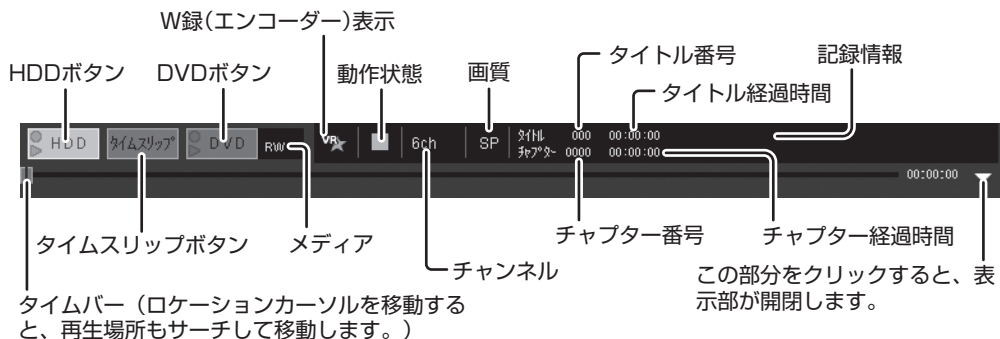 W録（エンコーダー）表示
HDDボタン
DVDボタン
動作状態
画質
タイトル番号
タイトル経過時間
記録情報
HDD
タイムスリップ
DVD
RW
VR
6ch
SP
タイトル 000 00:00:00
チャプター 0000 00:00:00
00:00:00
タイムスリップボタン
メディア
チャンネル
チャプター番号
チャプター経過時間
タイムバー（ロケーションカーソルを移動する
と、再生場所もサーチして移動します。）
この部分をクリックすると、表
示部が開閉します。